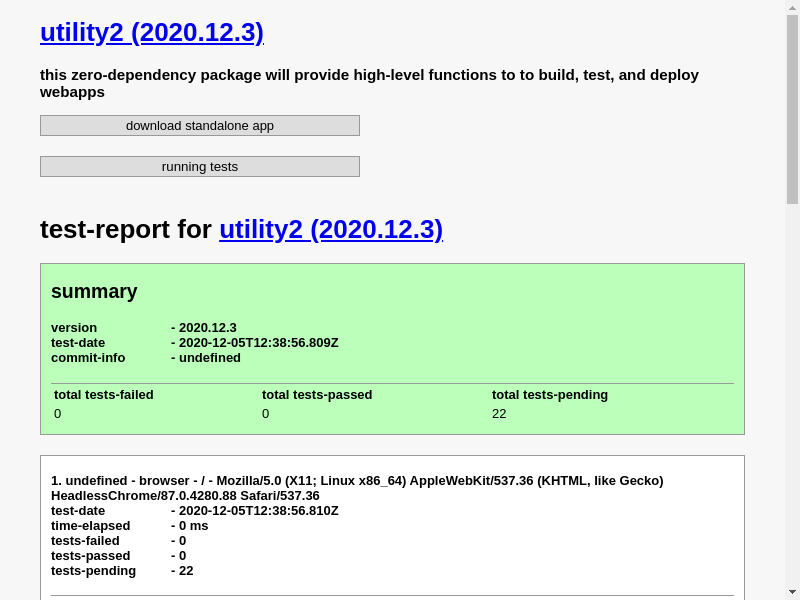 utility2 (2020.12.3)
this zero-dependency package will provide high-level functions to to build, test, and deploy
webapps
download standalone app
running tests
test-report for utility2 (2020.12.3)
summary
version - 2020.12.3
test-date - 2020-12-05T12:38:56.809Z
commit-info - undefined
total tests-failed total tests-passed total tests-pending
0 0 22
1. undefined - browser - / - Mozilla/5.0 (X11; Linux x86_64) AppleWebKit/537.36 (KHTML, like Gecko)
HeadlessChrome/87.0.4280.88 Safari/537.36
test-date - 2020-12-05T12:38:56.810Z
time-elapsed - 0 ms
tests-failed - 0
tests-passed - 0
tests-pending - 22